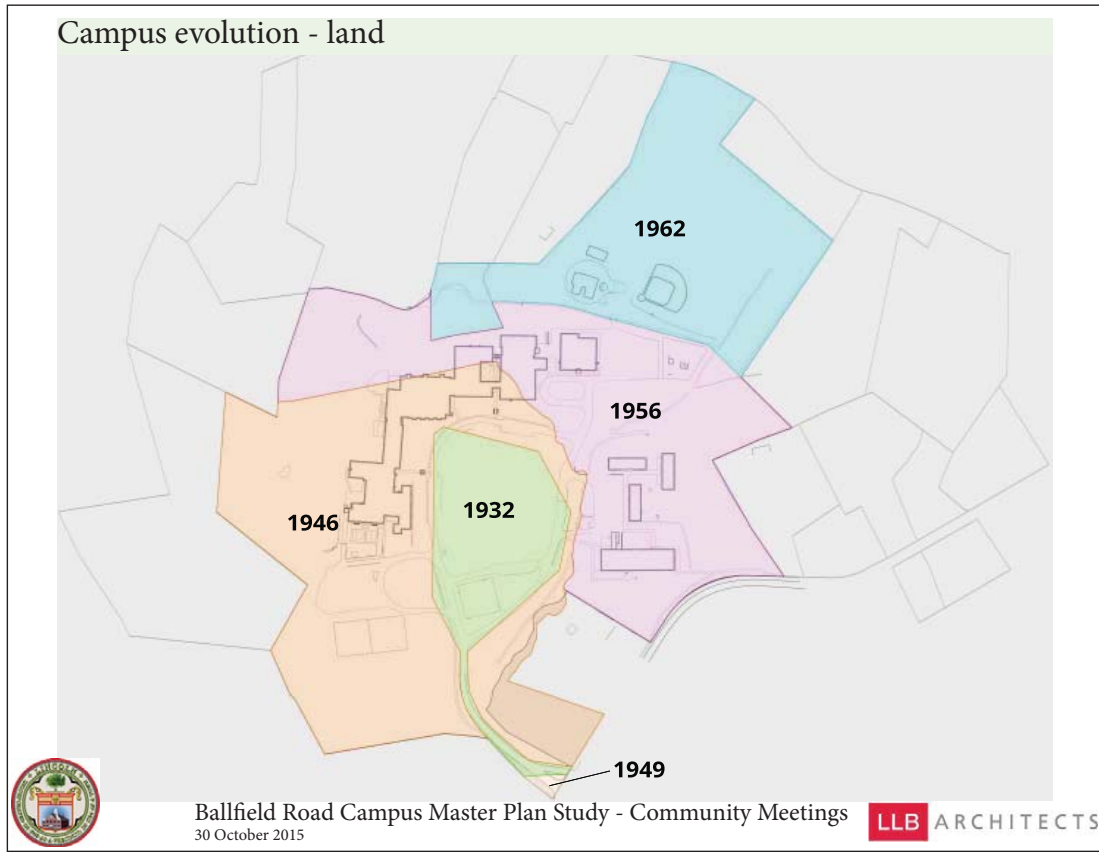 Campus evolution - land
1962
1956
1932
1946
1949
Ballfield Road Campus Master Plan Study - Community Meetings
30 October 2015
LLB ARCHITECTS
LINCOLN